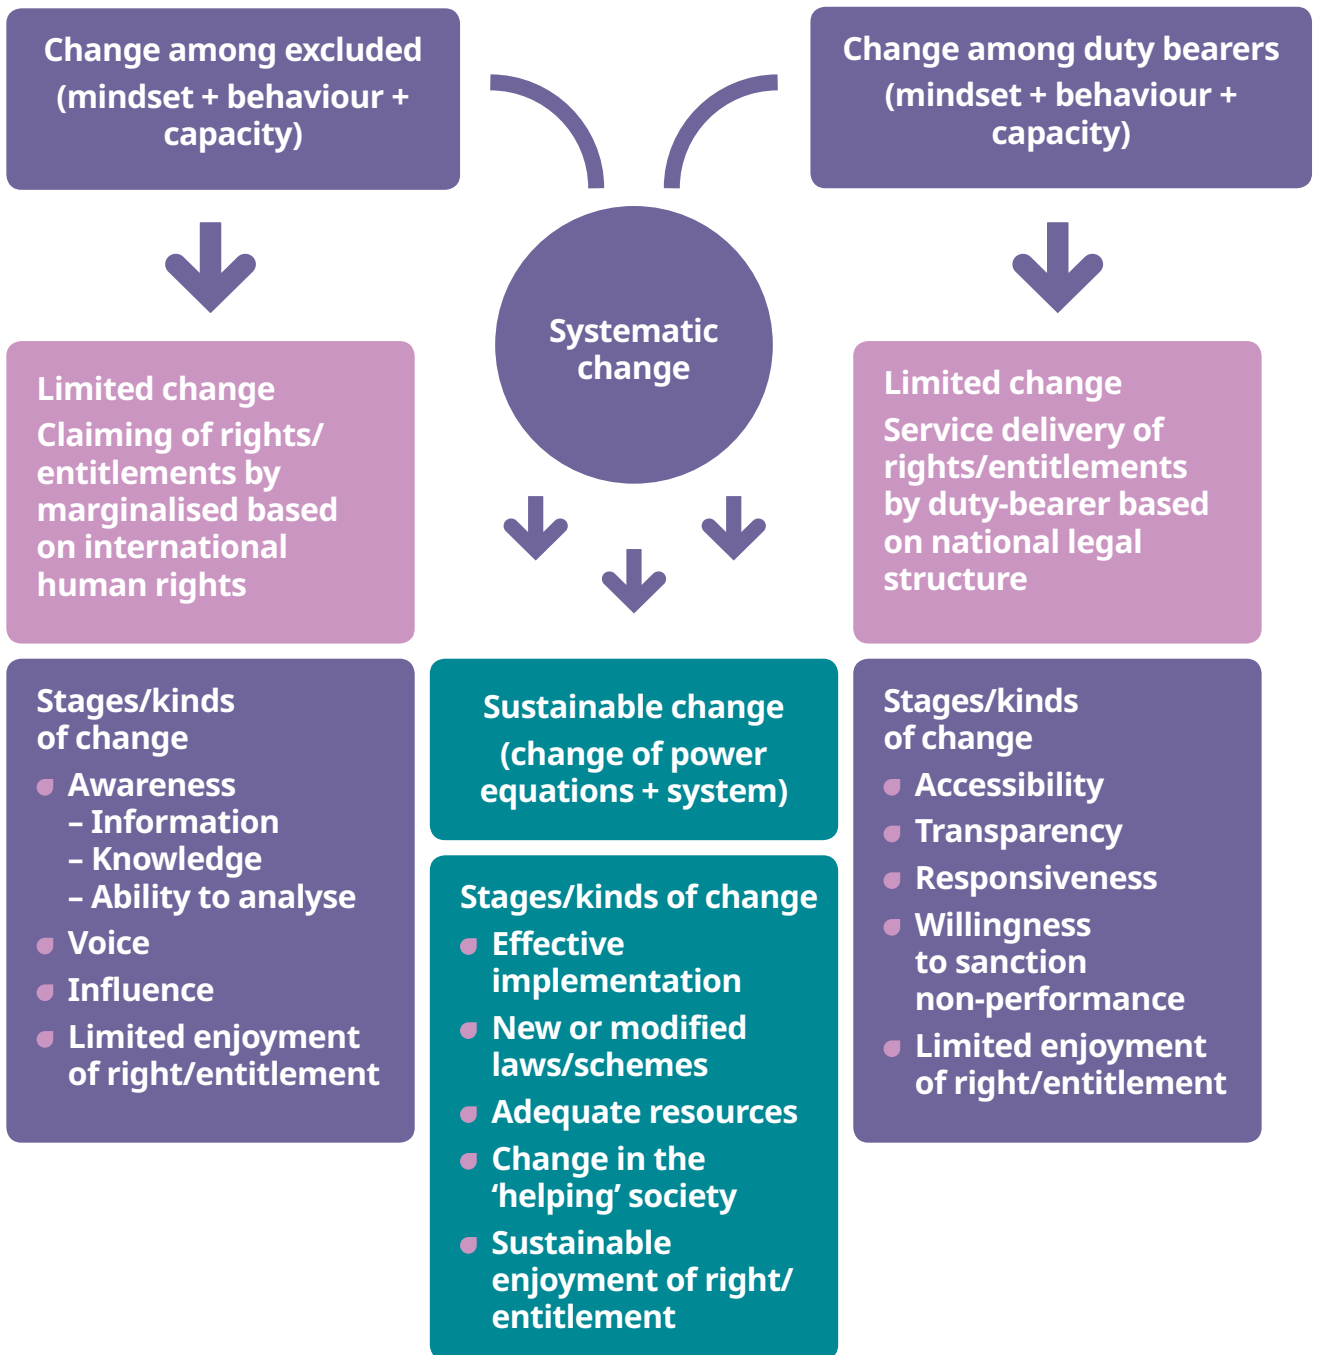 Change among excluded
(mindset + behaviour +
capacity)
Change among duty bearers
(mindset + behaviour +
capacity)
Systematic
change
Limited change
Claiming of rights/
entitlements by
marginalised based
on international
human rights
Limited change
Service delivery of
rights/entitlements
by duty-bearer based
on national legal
structure
Stages/kinds
of change
Awareness
– Information
– Knowledge
– Ability to analyse
Voice
Influence
Limited enjoyment
of right/entitlement
Sustainable change
(change of power
equations + system)
Stages/kinds of change
Effective
implementation
New or modified
laws/schemes
Adequate resources
Change in the
‘helping’ society
Sustainable
enjoyment of right/
entitlement
Stages/kinds
of change
Accessibility
Transparency
Responsiveness
Willingness
to sanction
non-performance
Limited enjoyment
of right/entitlement